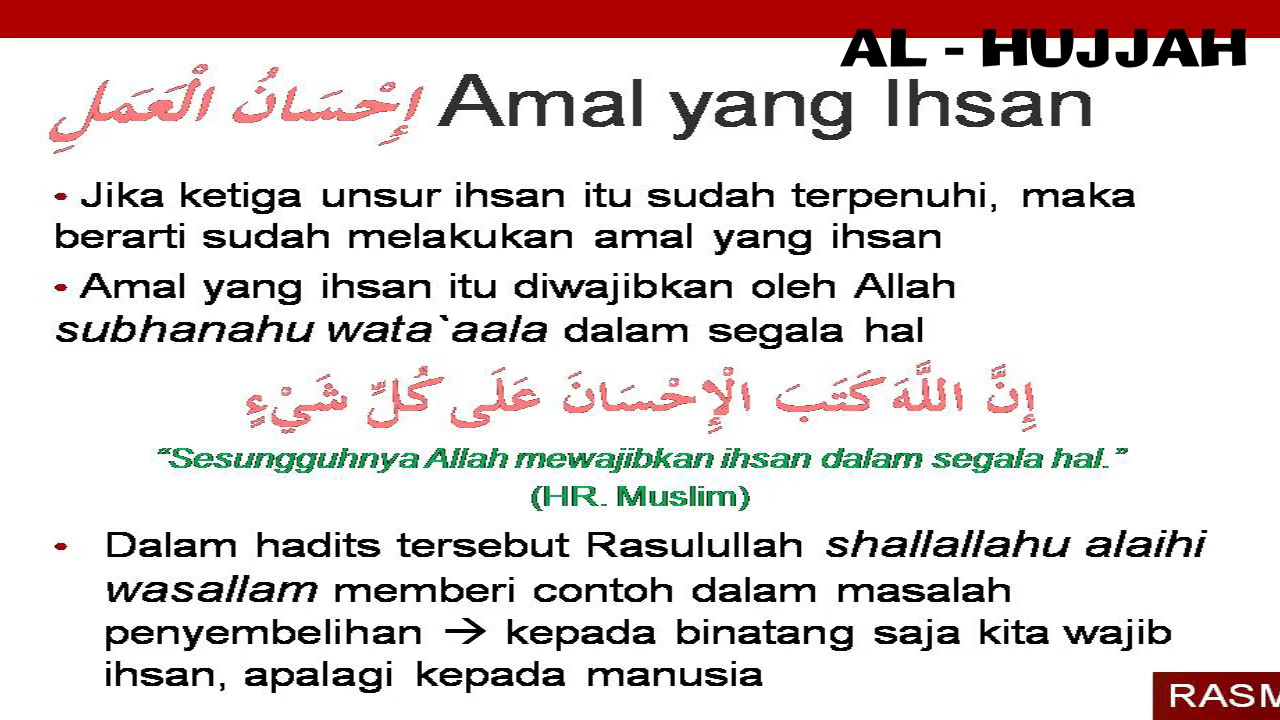 AL - HUJJAH
إِحْسَانُ الْعَمَلِ Amal yang Ihsan
• Jika ketiga unsur ihsan itu sudah terpenuhi, maka
berarti sudah melakukan amal yang ihsan
• Amal yang ihsan itu diwajibkan oleh Allah
subhanahu wata`aala dalam segala hal
إِنَّ اللَّهَ كَتَبَ الْإِحْسَانَ عَلَى كُلِّ شَيْءٍ
“Sesungguhnya Allah mewajibkan ihsan dalam segala hal.”
(HR. Muslim)
• Dalam hadits tersebut Rasulullah shallallahu alaihi
wasallam memberi contoh dalam masalah
penyembelihan → kepada binatang saja kita wajib
ihsan, apalagi kepada manusia
RASM